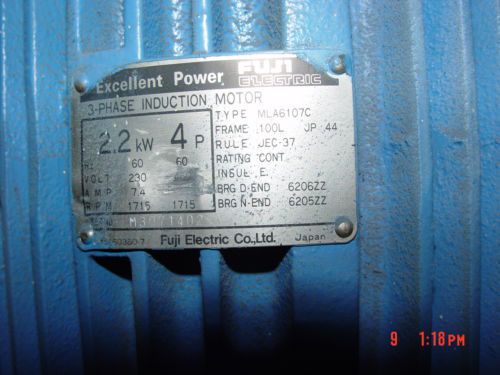 Excellent Power FUJI ELECTRIC
3-PHASE INDUCTION MOTOR
2.2 kW 4 P
Hz 60 60
VOLT 230
AMP 7.4
RPM 1715 1715
TYPE MLA6107C
FRAME 100L JP 44
RULE JEC-37
RATING CONT.
INSUL E
BRG D-END 6206ZZ
BRG N-END 6205ZZ
Fuji Electric Co., Ltd. Japan
9 1:18PM